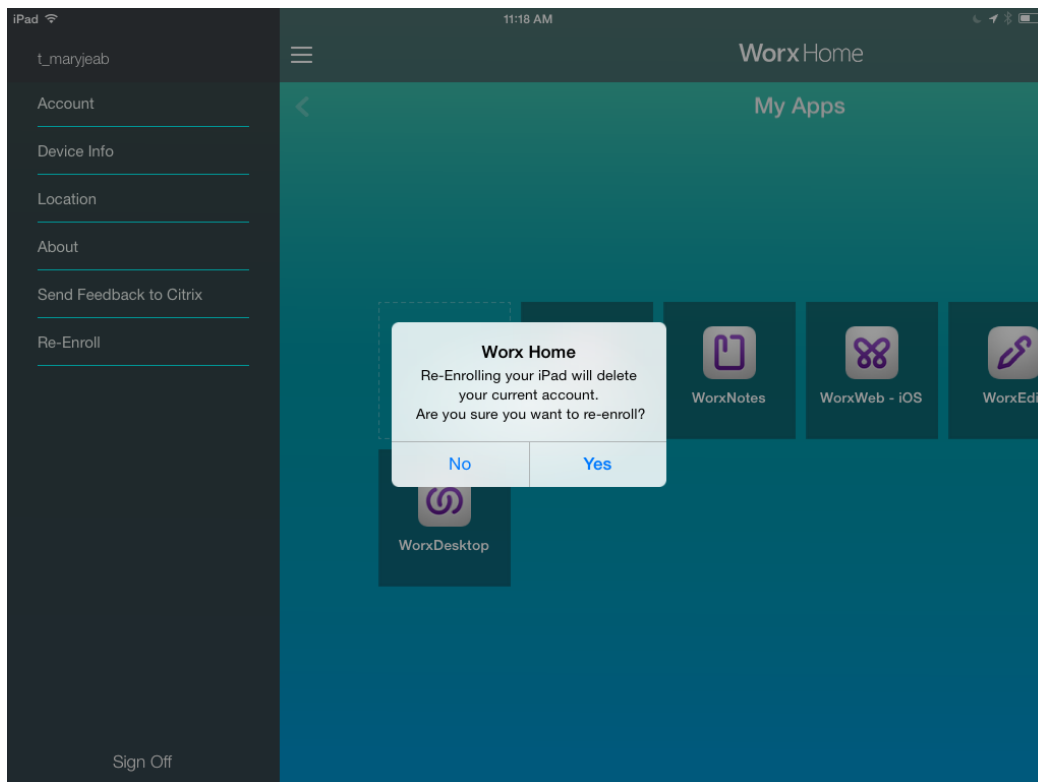 iPad
11:18 AM
t_maryjeab
WorxHome
Account
My Apps
Device Info
Location
About
Send Feedback to Citrix
Re-Enroll
Worx Home
Re-Enrolling your iPad will delete
your current account.
Are you sure you want to re-enroll?
No
Yes
WorxNotes
WorxWeb - iOS
WorxEdi
WorxDesktop
Sign Off